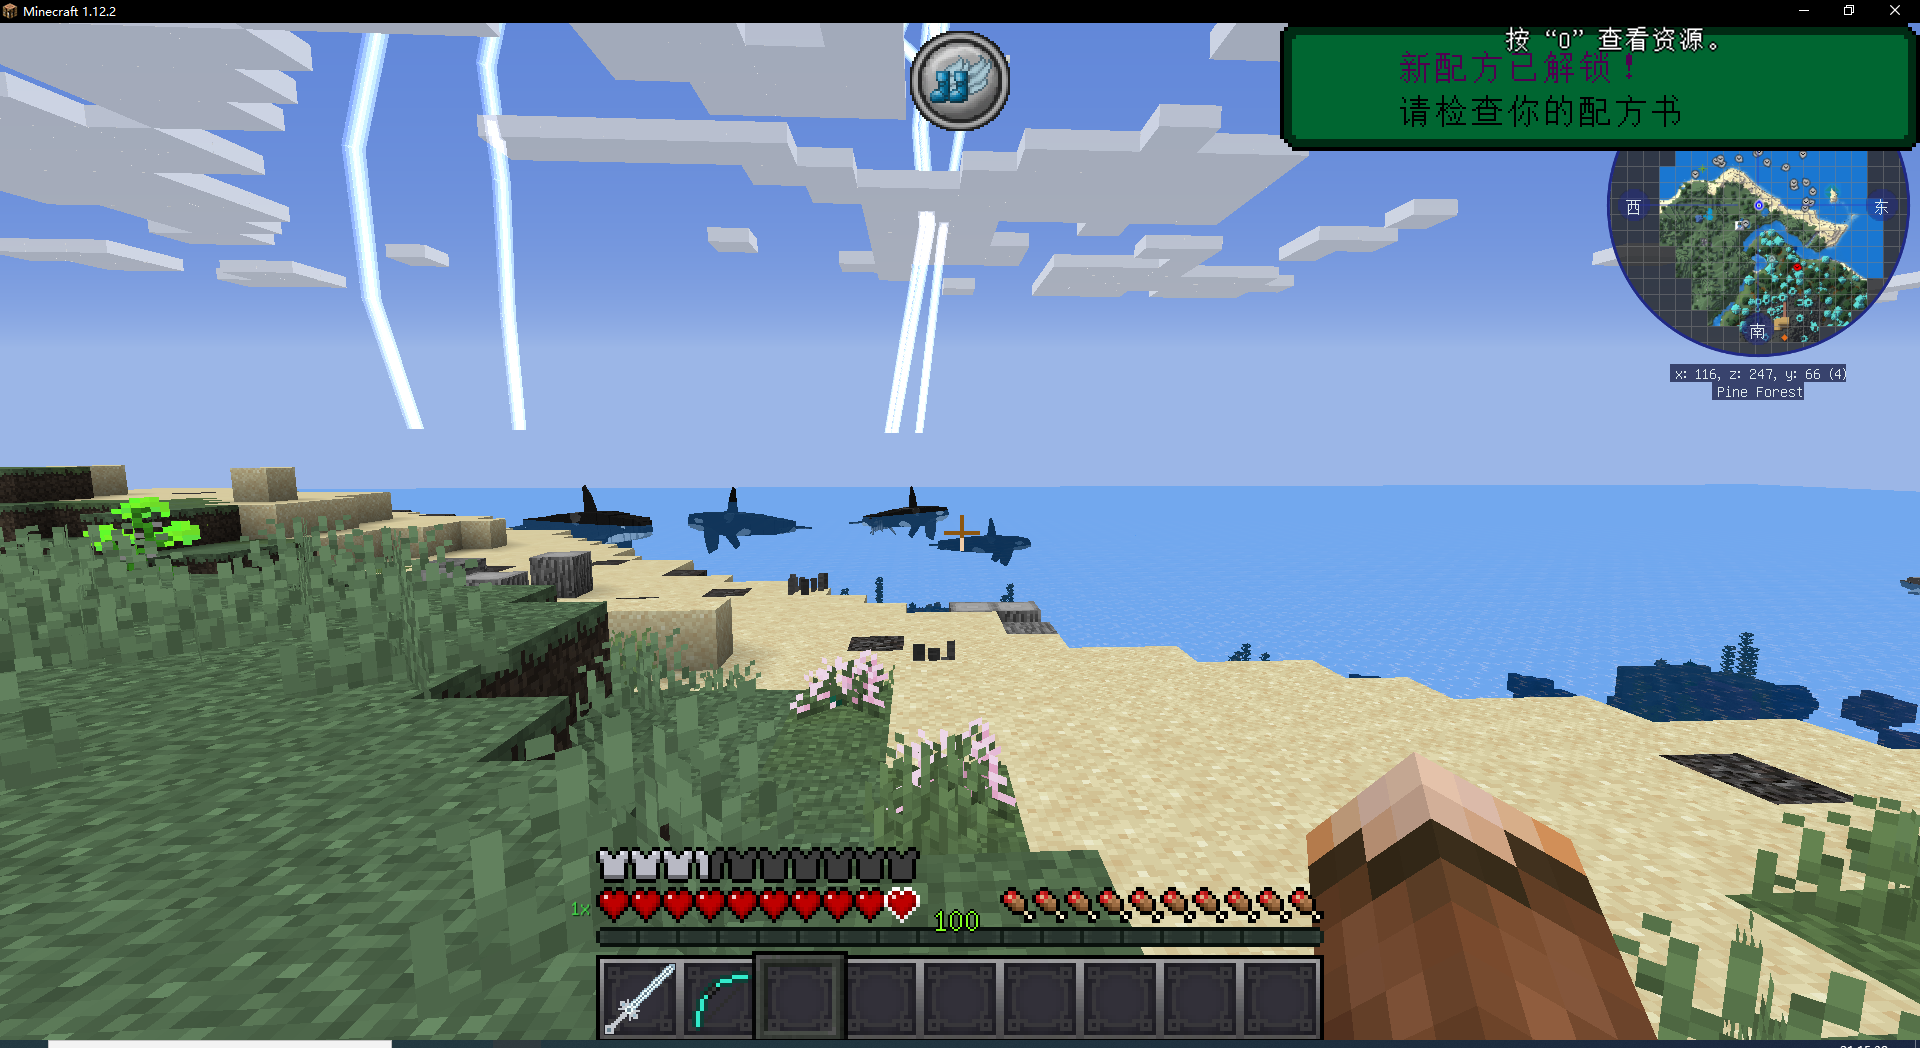 Minecraft 1.12.2
按“O”查看资源。
新配方已解锁！
请检查你的配方书
西
东
南
x: 116, z: 247, y: 66 (4)
Pine Forest
1x
100